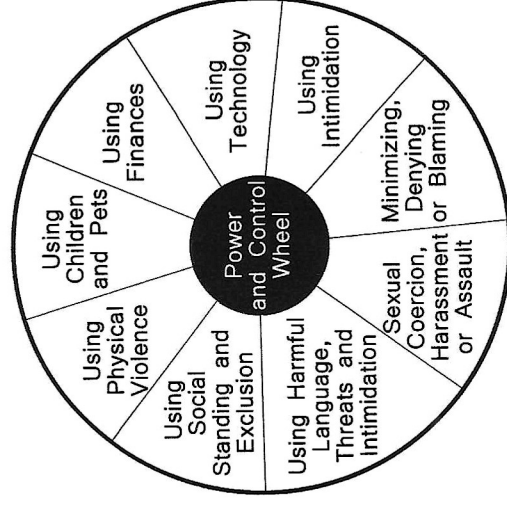 Using
Children
and Pets
Using
Finances
Using
Technology
Using
Intimidation
Minimizing,
Denying
or Blaming
Sexual
Coercion,
Harassment
or Assault
Using Harmful
Language,
Threats and
Intimidation
Using
Social
Standing and
Exclusion
Using
Physical
Violence
Power
and Control
Wheel